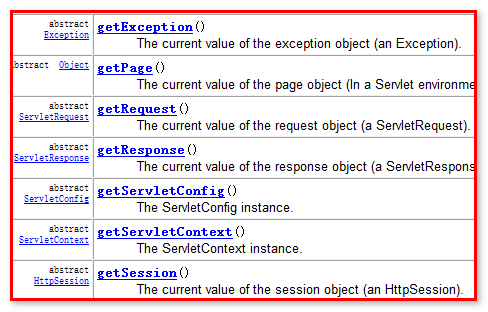 abstract
Exception
getException()
The current value of the exception object (an Exception).
bstract Object
getPage()
The current value of the page object (In a Servlet environme
abstract
ServletRequest
getRequest()
The current value of the request object (a ServletRequest).
abstract
ServletResponse
getResponse()
The current value of the response object (a ServletRespons
abstract
ServletConfig
getServletConfig()
The ServletConfig instance.
abstract
ServletContext
getServletContext()
The ServletContext instance.
abstract
HttpSession
getSession()
The current value of the session object (an HttpSession).